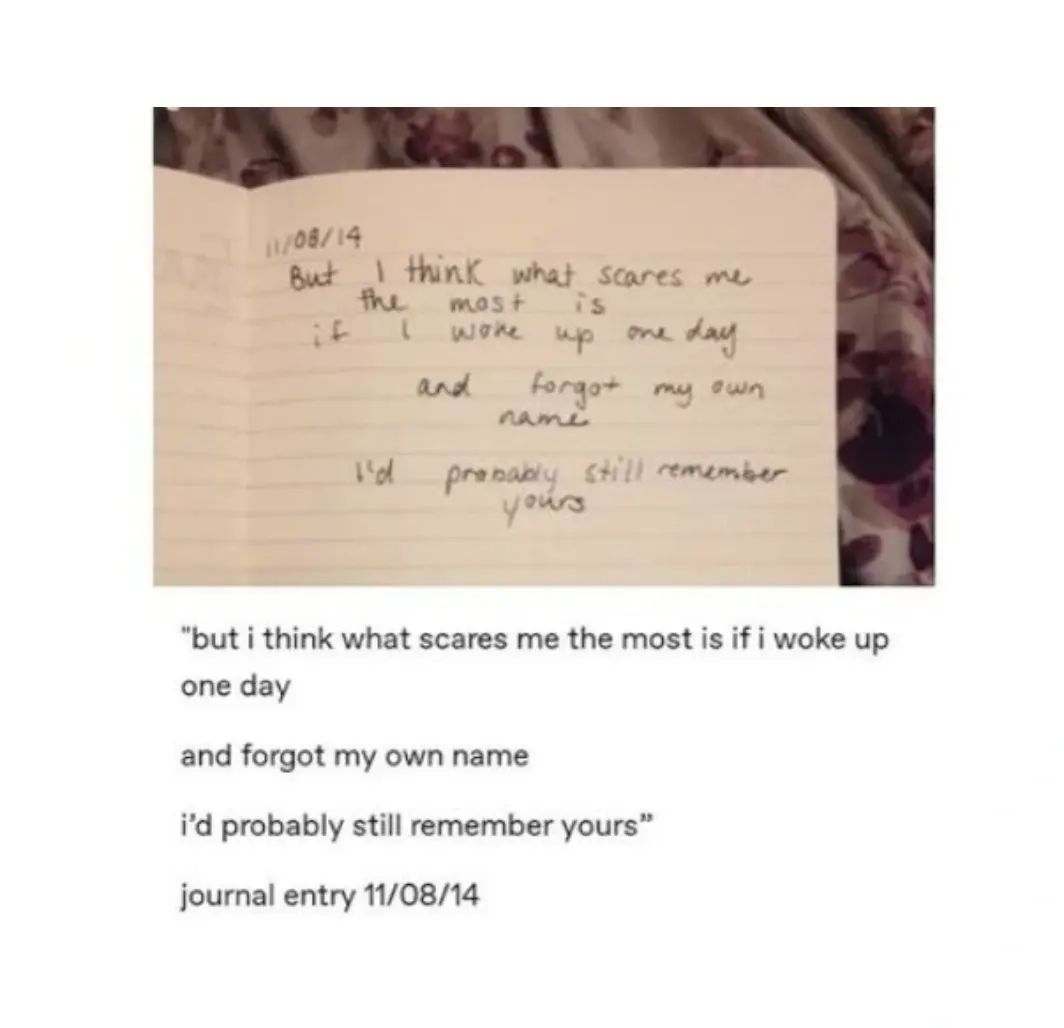 11/08/14
But I think what scares me
the most is
if I woke up one day
and forgot my own
name
I'd probably still remember
yours
"but i think what scares me the most is if i woke up
one day
and forgot my own name
i'd probably still remember yours”
journal entry 11/08/14